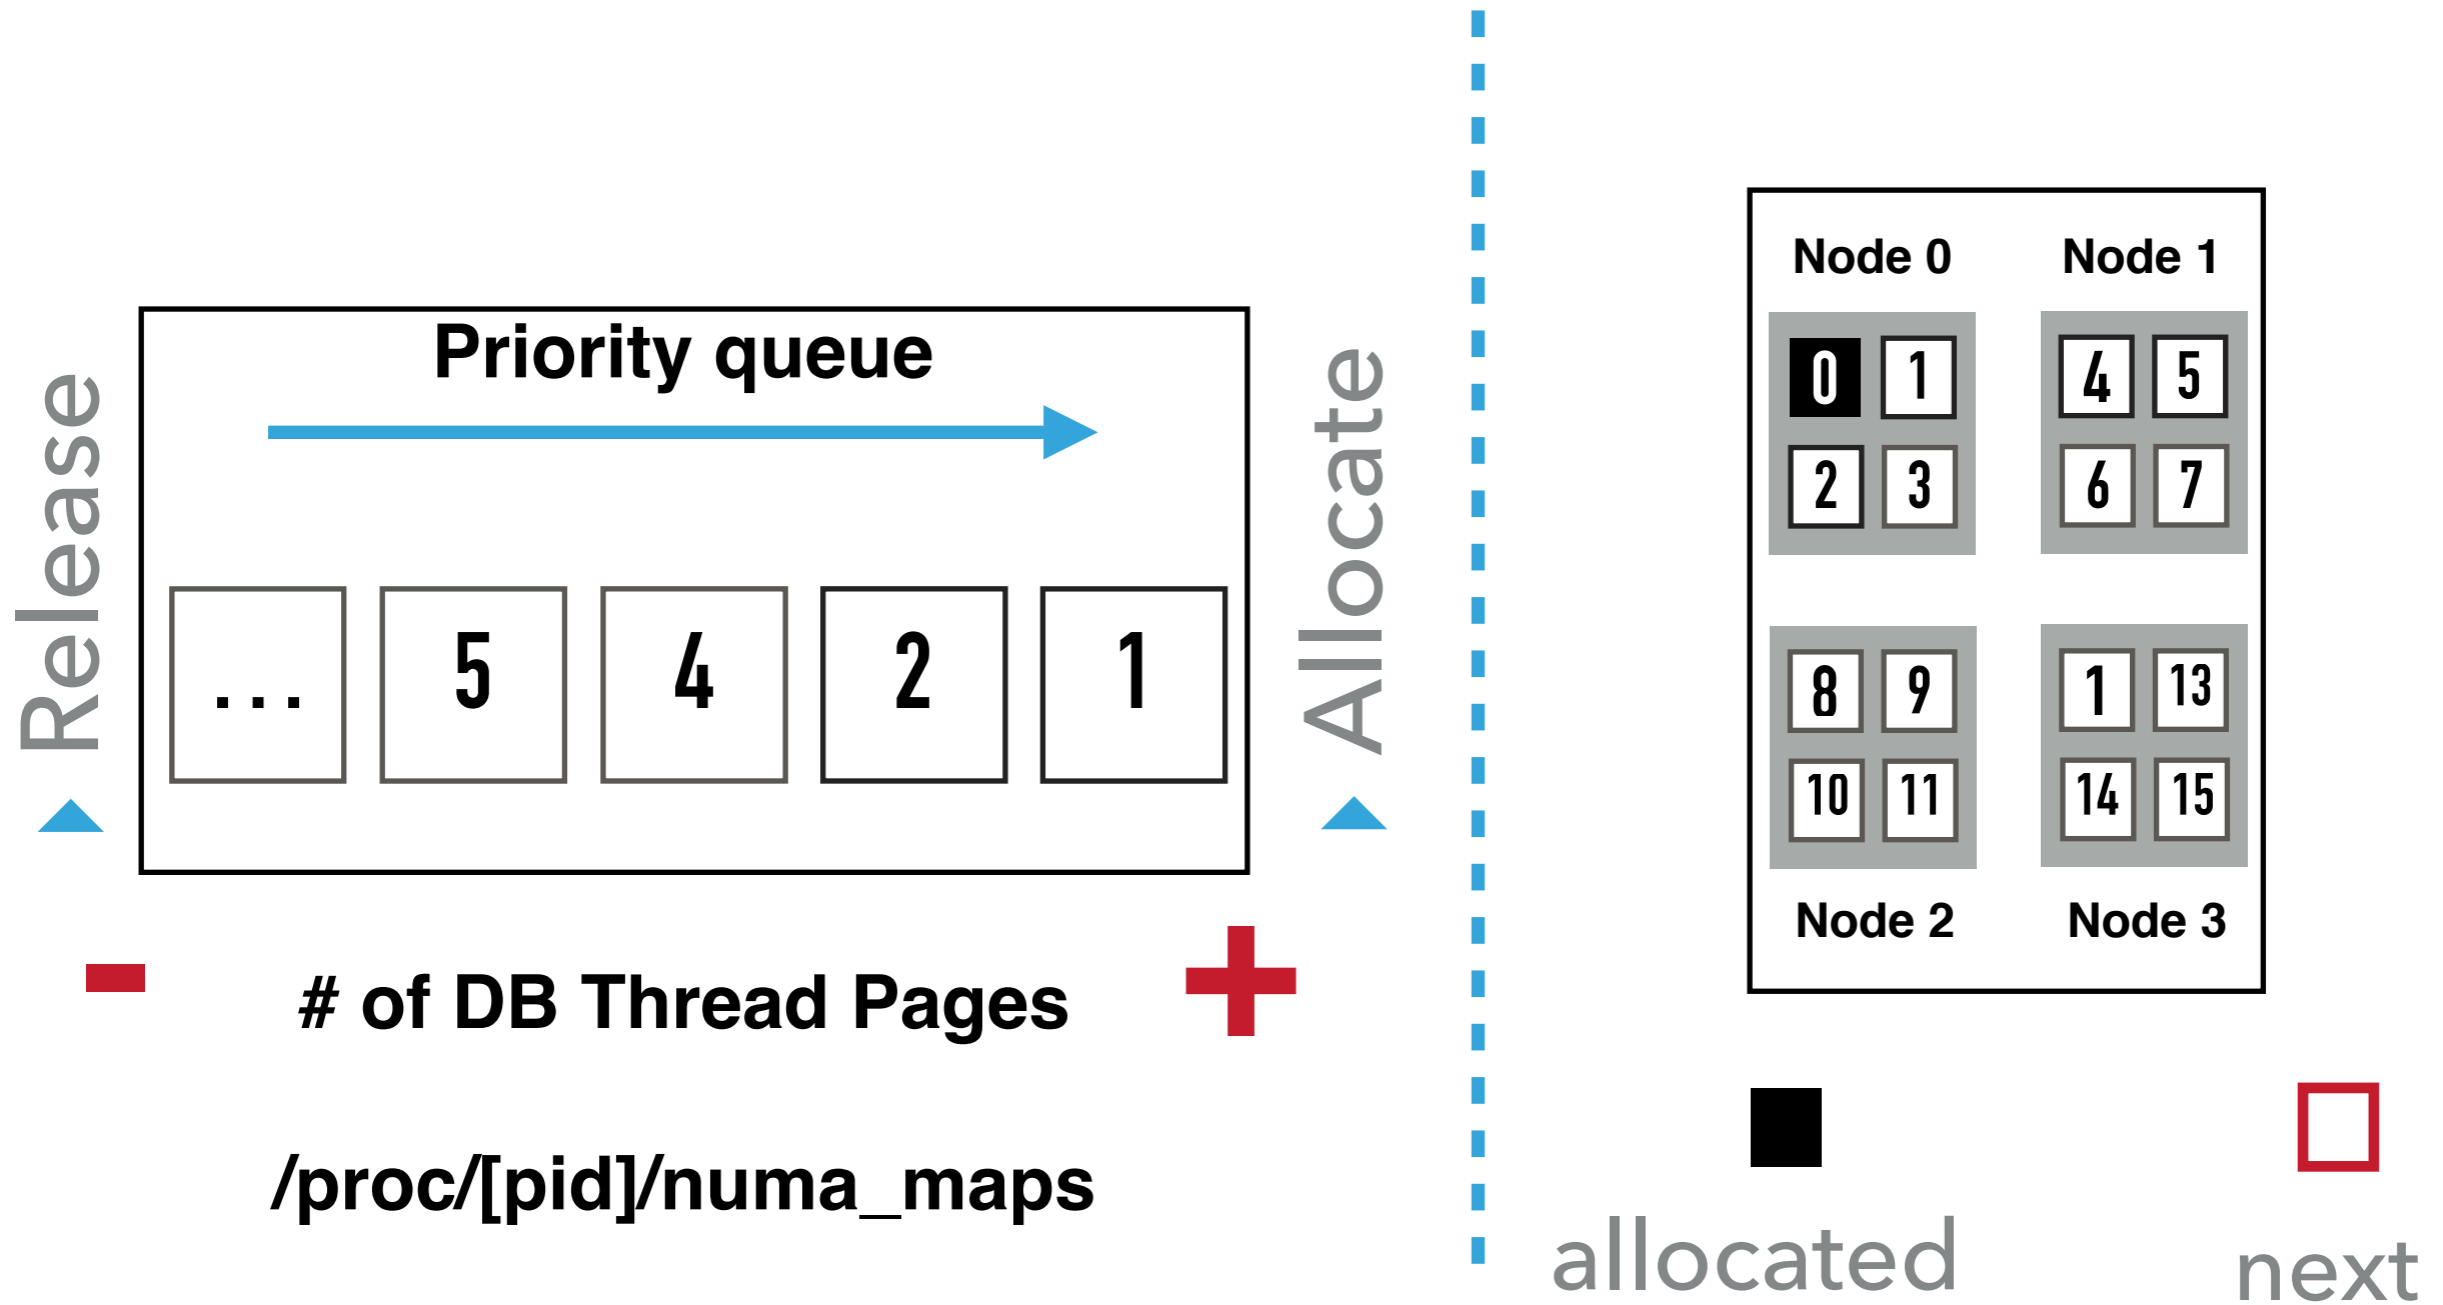 Release
Priority queue
... 5 4 2 1
Allocate
- # of DB Thread Pages +
/proc/[pid]/numa_maps
Node 0 Node 1
0 1 4 5
2 3 6 7
8 9 1 13
10 11 14 15
Node 2 Node 3
allocated next